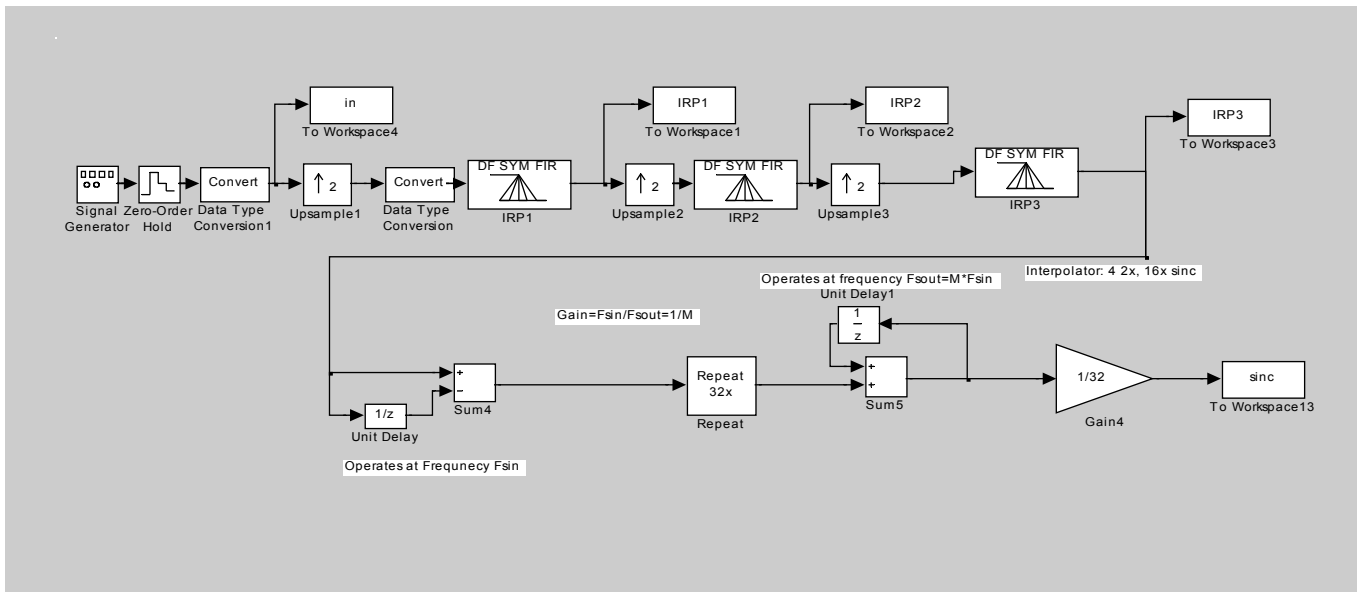 in
To Workspace4
IRP1
To Workspace1
IRP2
To Workspace2
IRP3
To Workspace3
Signal
Generator
Zero-Order
Hold
Convert
Data Type
Conversion1
↑ 2
Upsample1
Convert
Data Type
Conversion
DF SYM FIR
IRP1
↑ 2
Upsample2
DF SYM FIR
IRP2
↑ 2
Upsample3
DF SYM FIR
IRP3
Interpolator: 4 2x, 16x sinc
Operates at frequency Fsout=M*Fsin
Unit Delay1
1
z
Gain=Fsin/Fsout=1/M
+
−
Sum4
1/z
Unit Delay
Operates at Frequnecy Fsin
Repeat
32x
Repeat
+
+
Sum5
1/32
Gain4
sinc
To Workspace13